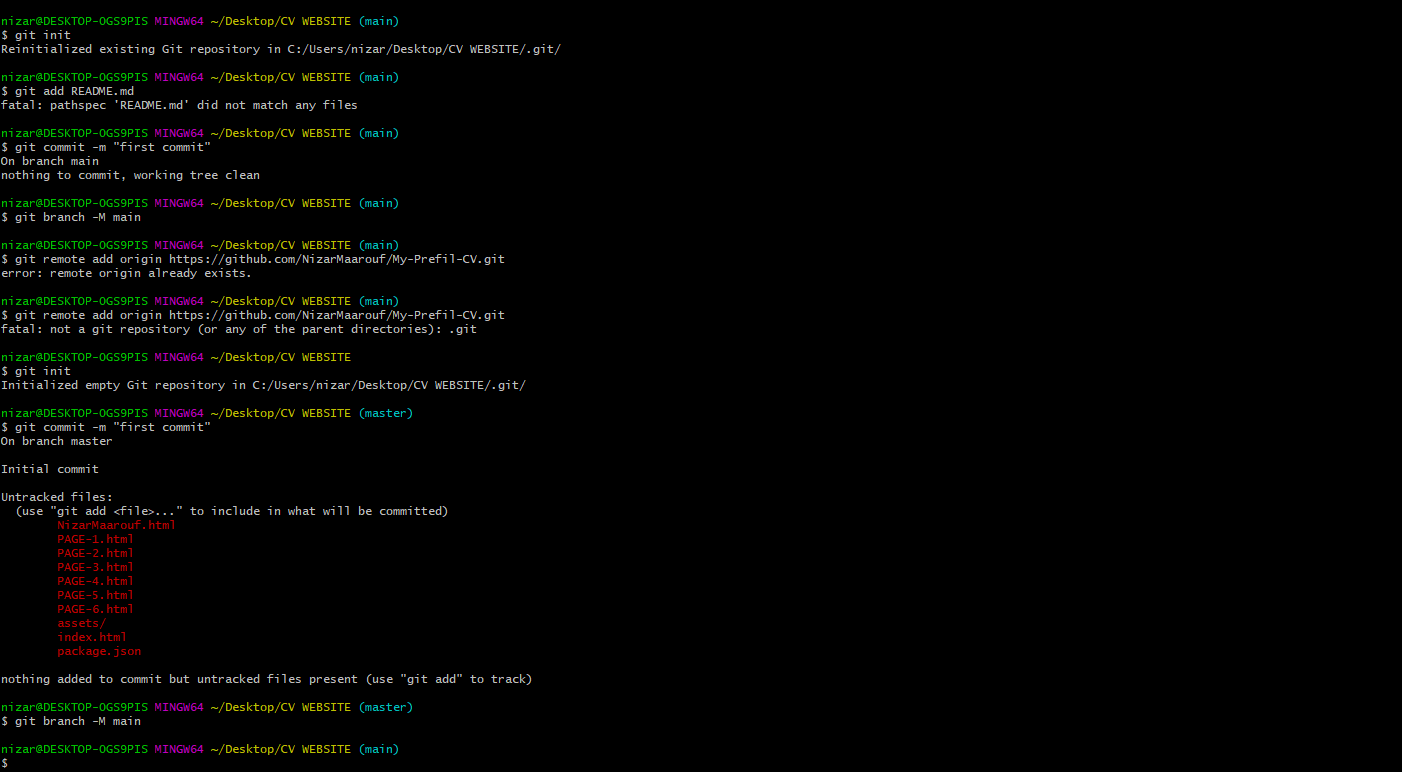 nizar@DESKTOP-OGS9PIS MINGW64 ~/Desktop/CV WEBSITE (main)
$ git init
Reinitialized existing Git repository in C:/Users/nizar/Desktop/CV WEBSITE/.git/
nizar@DESKTOP-OGS9PIS MINGW64 ~/Desktop/CV WEBSITE (main)
$ git add README.md
fatal: pathspec 'README.md' did not match any files
nizar@DESKTOP-OGS9PIS MINGW64 ~/Desktop/CV WEBSITE (main)
$ git commit -m "first commit"
On branch main
nothing to commit, working tree clean
nizar@DESKTOP-OGS9PIS MINGW64 ~/Desktop/CV WEBSITE (main)
$ git branch -M main
nizar@DESKTOP-OGS9PIS MINGW64 ~/Desktop/CV WEBSITE (main)
$ git remote add origin https://github.com/NizarMaarouf/My-Prefil-CV.git
error: remote origin already exists.
nizar@DESKTOP-OGS9PIS MINGW64 ~/Desktop/CV WEBSITE (main)
$ git remote add origin https://github.com/NizarMaarouf/My-Prefil-CV.git
fatal: not a git repository (or any of the parent directories): .git
nizar@DESKTOP-OGS9PIS MINGW64 ~/Desktop/CV WEBSITE
$ git init
Initialized empty Git repository in C:/Users/nizar/Desktop/CV WEBSITE/.git/
nizar@DESKTOP-OGS9PIS MINGW64 ~/Desktop/CV WEBSITE (master)
$ git commit -m "first commit"
On branch master
Initial commit
Untracked files:
(use "git add <file>..." to include in what will be committed)
NizarMaarouf.html
PAGE-1.html
PAGE-2.html
PAGE-3.html
PAGE-4.html
PAGE-5.html
PAGE-6.html
assets/
index.html
package.json
nothing added to commit but untracked files present (use "git add" to track)
nizar@DESKTOP-OGS9PIS MINGW64 ~/Desktop/CV WEBSITE (master)
$ git branch -M main
nizar@DESKTOP-OGS9PIS MINGW64 ~/Desktop/CV WEBSITE (main)
$